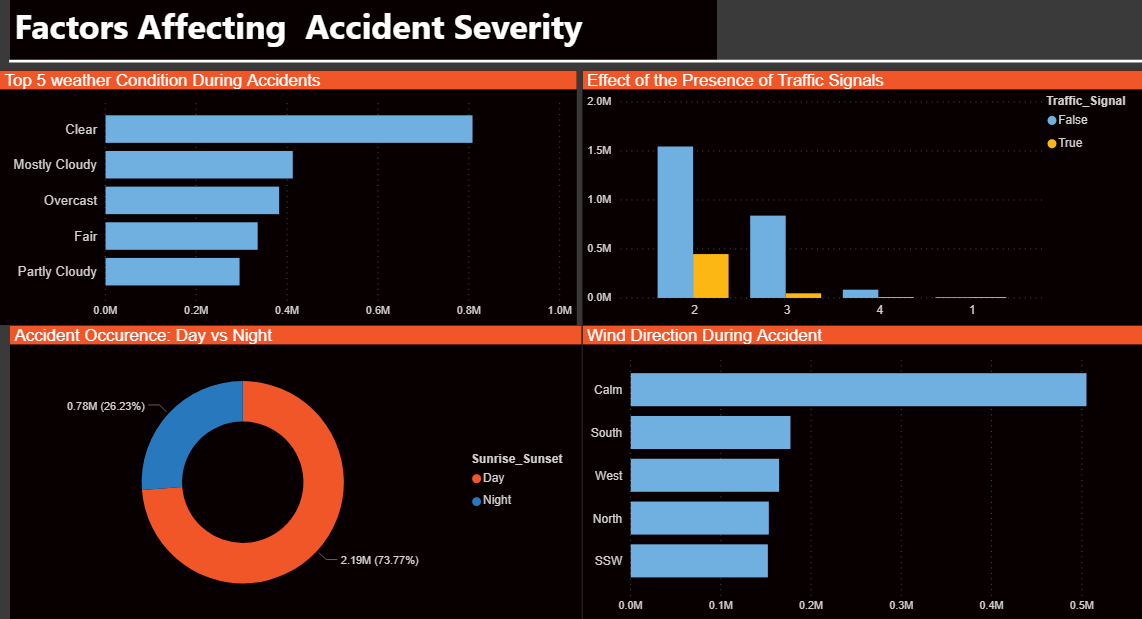 Factors Affecting  Accident Severity
Top 5 weather Condition During Accidents
Clear
Mostly Cloudy
Overcast
Fair
Partly Cloudy
0.0M 0.2M 0.4M 0.6M 0.8M 1.0M
Effect of the Presence of Traffic Signals
2.0M
1.5M
1.0M
0.5M
0.0M
2 3 4 1
Traffic_Signal
False
True
Accident Occurence: Day vs Night
0.78M (26.23%)
2.19M (73.77%)
Sunrise_Sunset
Day
Night
Wind Direction During Accident
Calm
South
West
North
SSW
0.0M 0.1M 0.2M 0.3M 0.4M 0.5M